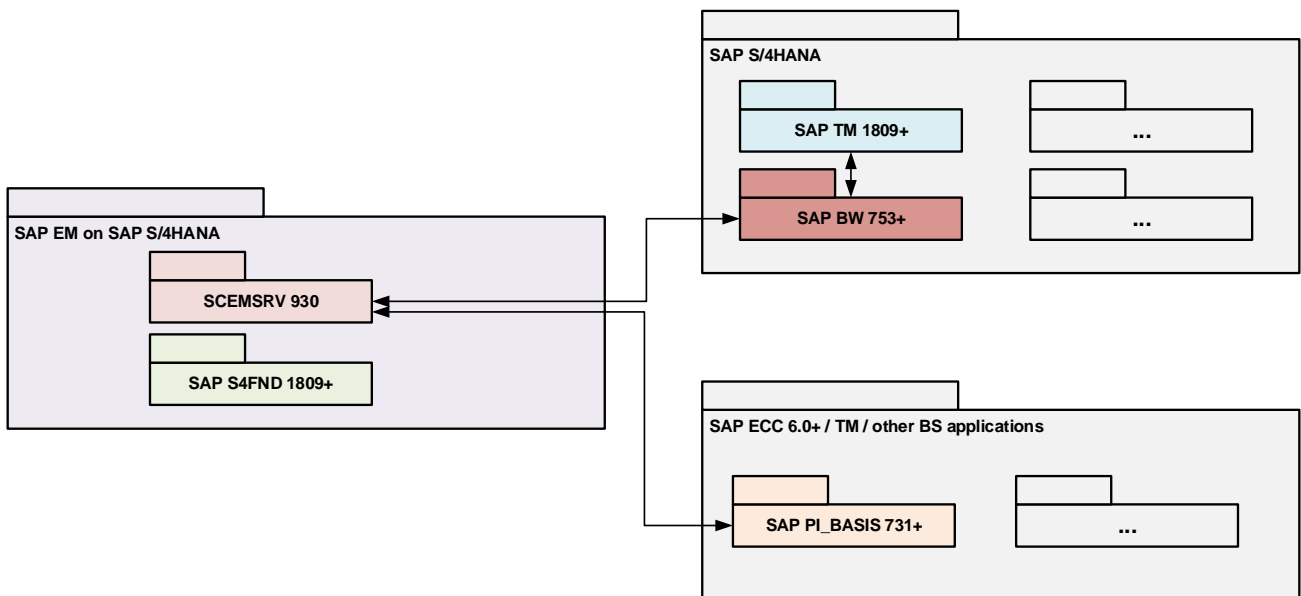 SAP S/4HANA
SAP TM 1809+
...
SAP BW 753+
...
SAP EM on SAP S/4HANA
SCEMSRV 930
SAP S4FND 1809+
SAP ECC 6.0+ / TM / other BS applications
SAP PI_BASIS 731+
...